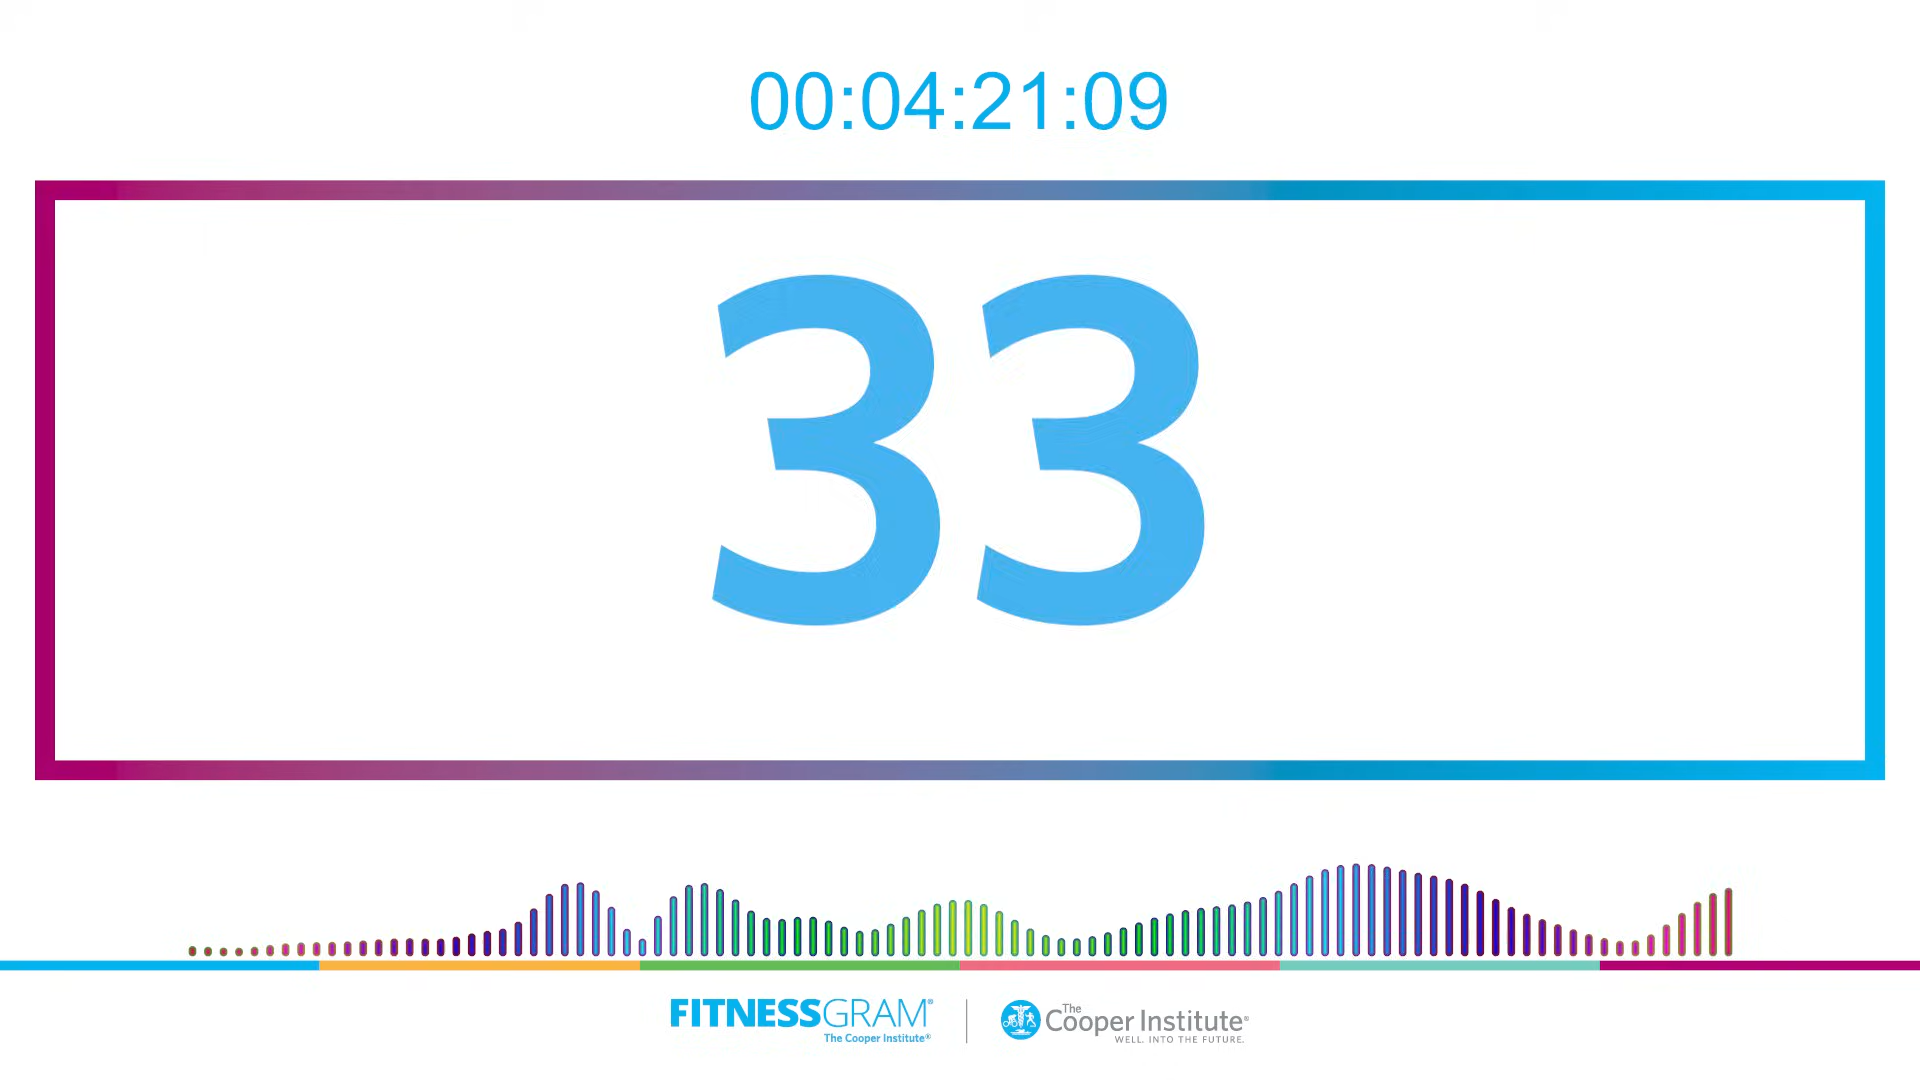 00:04:21:09
33
FITNESSGRAM®
The Cooper Institute®
The
Cooper Institute®
WELL. INTO THE FUTURE.